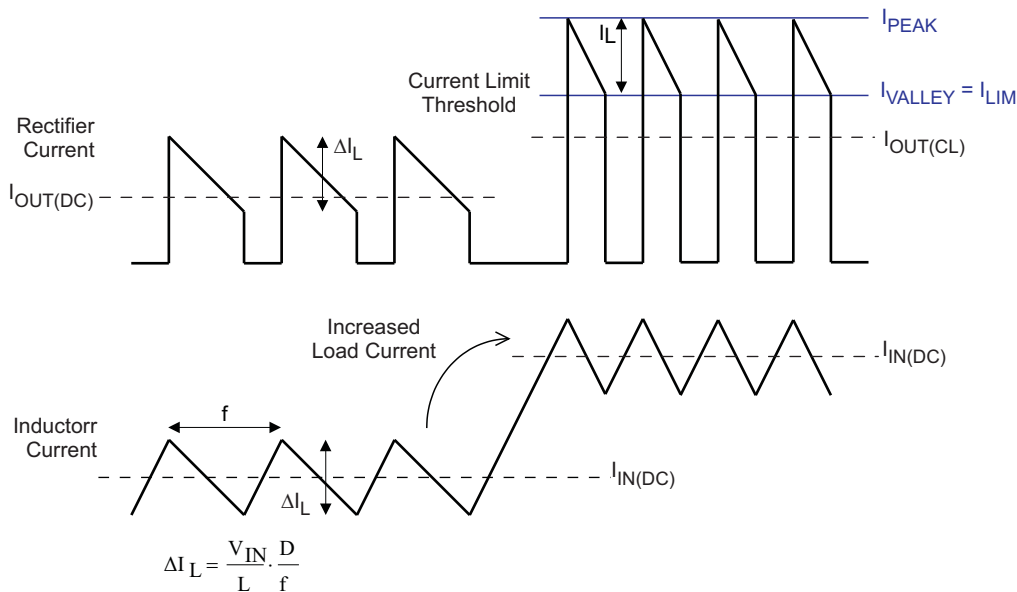 I_PEAK
I_L
Current Limit
Threshold
I_VALLEY = I_LIM
Rectifier
Current
ΔI_L
I_OUT(CL)
I_OUT(DC)
Increased
Load Current
I_IN(DC)
f
Inductorr
Current
I_IN(DC)
ΔI_L
ΔI_L = V_IN/L · D/f